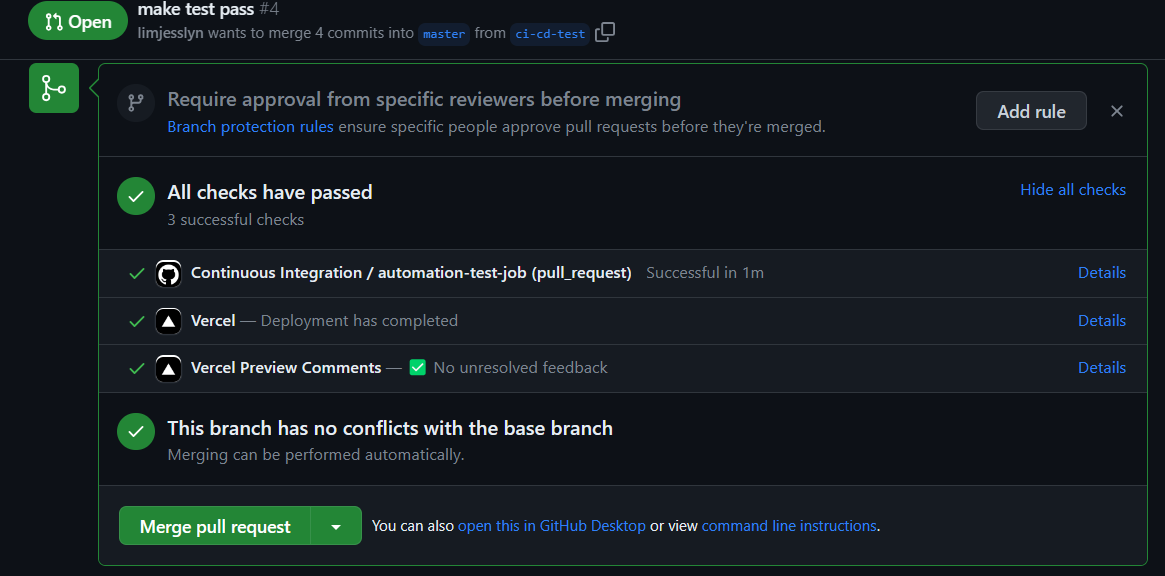 Open
make test pass #4
limjesslyn wants to merge 4 commits into master from ci-cd-test
Require approval from specific reviewers before merging
Branch protection rules ensure specific people approve pull requests before they're merged.
Add rule
All checks have passed
3 successful checks
Hide all checks
Continuous Integration / automation-test-job (pull_request) Successful in 1m Details
Vercel — Deployment has completed Details
Vercel Preview Comments — ✅ No unresolved feedback Details
This branch has no conflicts with the base branch
Merging can be performed automatically.
Merge pull request You can also open this in GitHub Desktop or view command line instructions.